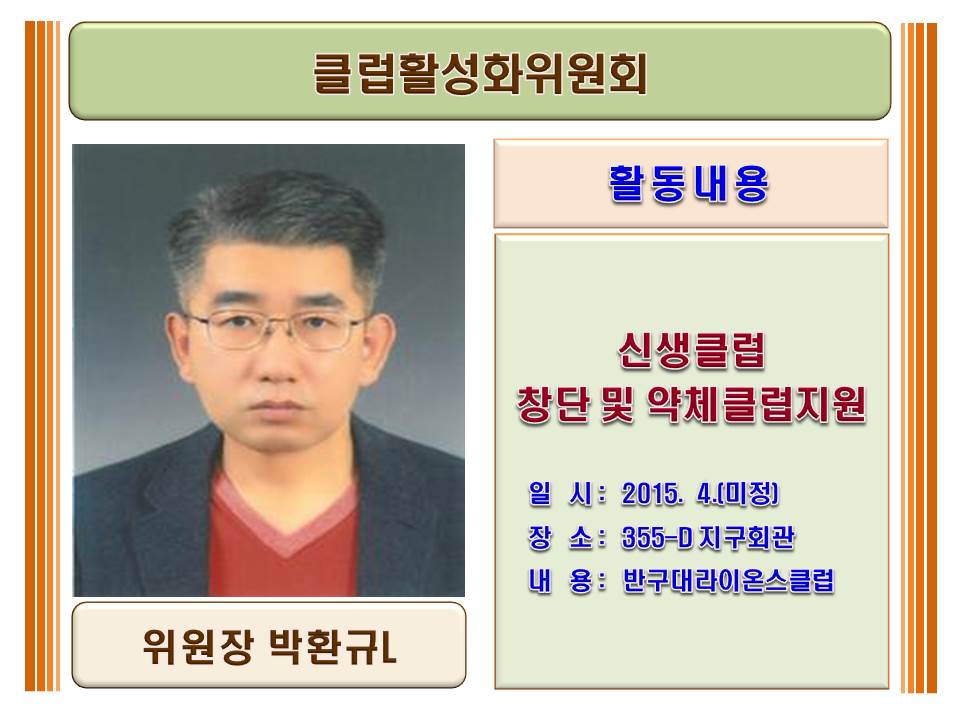 클럽활성화위원회
활동내용
신생클럽
창단 및 약체클럽지원
일 시 : 2015. 4.(미정)
장 소 : 355-D 지구회관
내 용 : 반구대라이온스클럽
위원장 박환규L